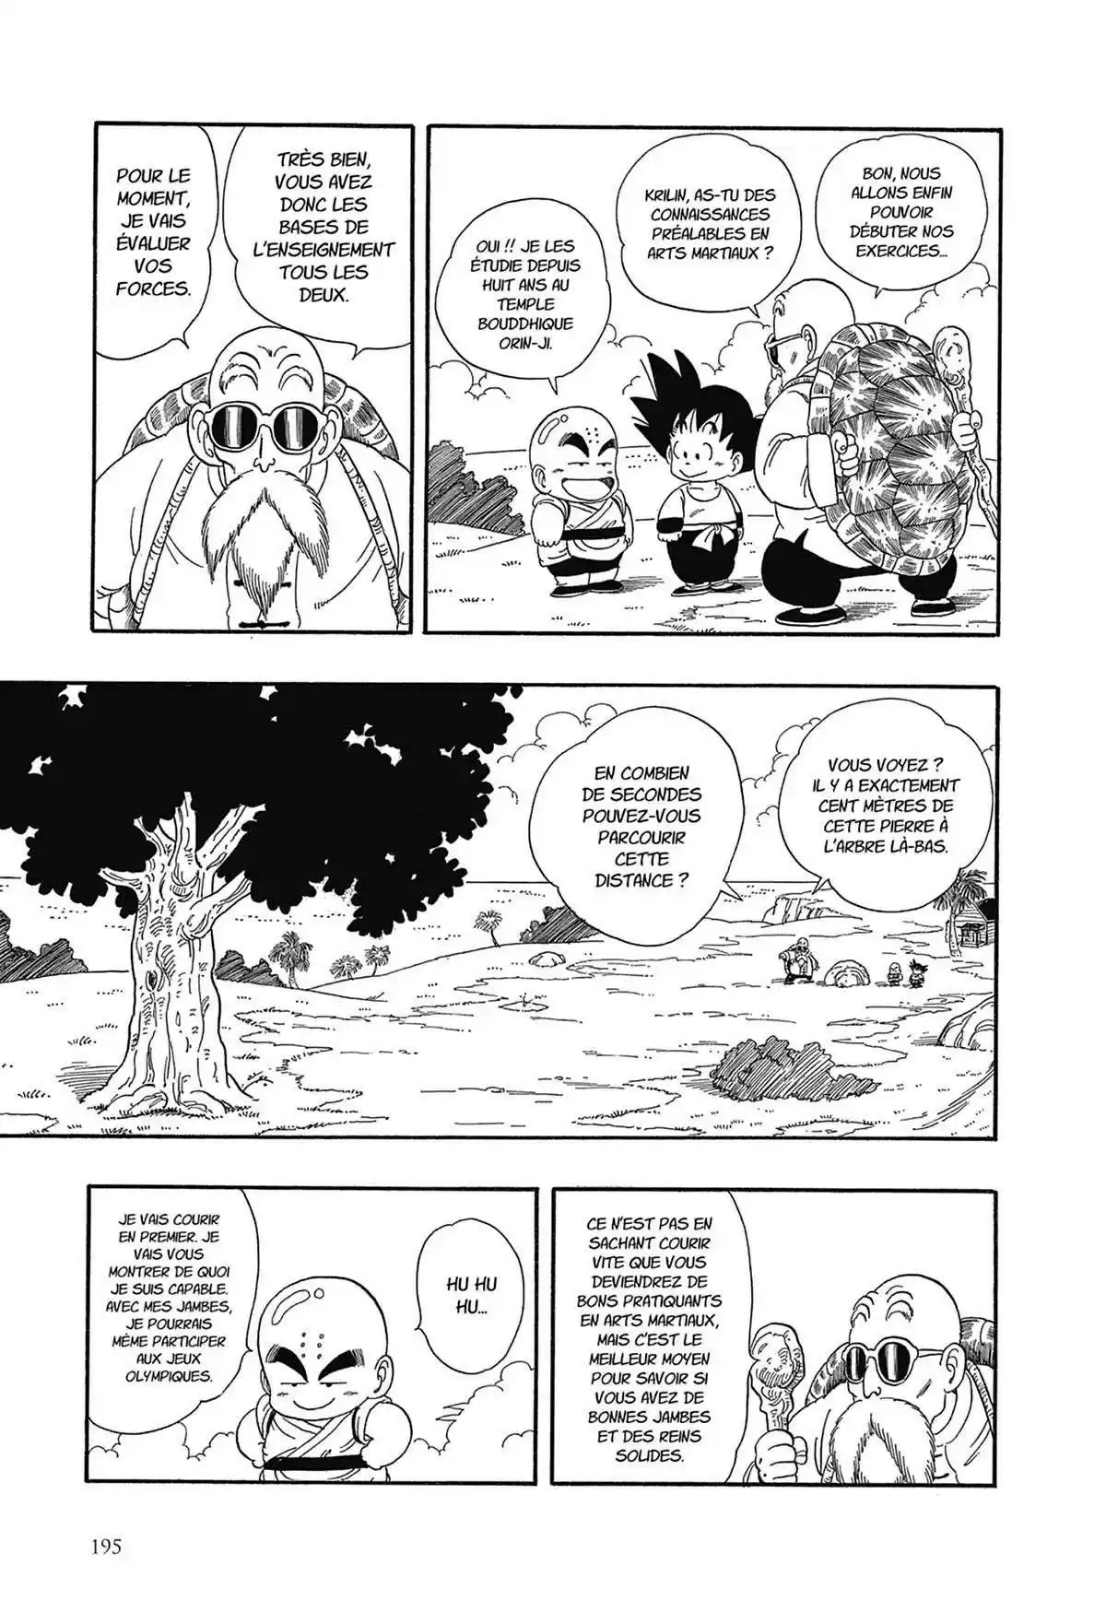 BON, NOUS
ALLONS ENFIN
POUVOIR
DÉBUTER NOS
EXERCICES...
KRILIN, AS-TU DES
CONNAISSANCES
PRÉALABLES EN
ARTS MARTIAUX ?
OUI !! JE LES
ÉTUDIE DEPUIS
HUIT ANS AU
TEMPLE
BOUDDHIQUE
ORIN-JI.
TRÈS BIEN,
VOUS AVEZ
DONC LES
BASES DE
L'ENSEIGNEMENT
TOUS LES
DEUX.
POUR LE
MOMENT,
JE VAIS
ÉVALUER
VOS
FORCES.
VOUS VOYEZ ?
IL Y A EXACTEMENT
CENT MÈTRES DE
CETTE PIERRE À
L'ARBRE LÀ-BAS.
EN COMBIEN
DE SECONDES
POUVEZ-VOUS
PARCOURIR
CETTE
DISTANCE ?
CE N'EST PAS EN
SACHANT COURIR
VITE QUE VOUS
DEVIENDREZ DE
BONS PRATIQUANTS
EN ARTS MARTIAUX,
MAIS C'EST LE
MEILLEUR MOYEN
POUR SAVOIR SI
VOUS AVEZ DE
BONNES JAMBES
ET DES REINS
SOLIDES.
HU HU
HU...
JE VAIS COURIR
EN PREMIER. JE
VAIS VOUS
MONTRER DE QUOI
JE SUIS CAPABLE.
AVEC MES JAMBES,
JE POURRAIS
MÊME PARTICIPER
AUX JEUX
OLYMPIQUES.
195